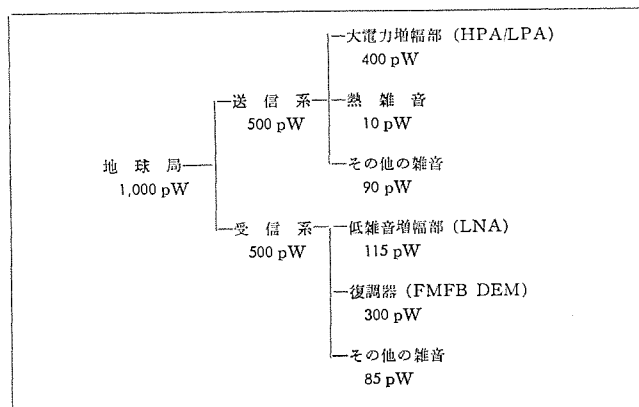 大電力増幅部 (HPA/LPA)
400 pW
送信系
500 pW
熱雑音
10 pW
地球局
1,000 pW
その他の雑音
90 pW
受信系
500 pW
低雑音増幅部 (LNA)
115 pW
復調器 (FMFB DEM)
300 pW
その他の雑音
85 pW